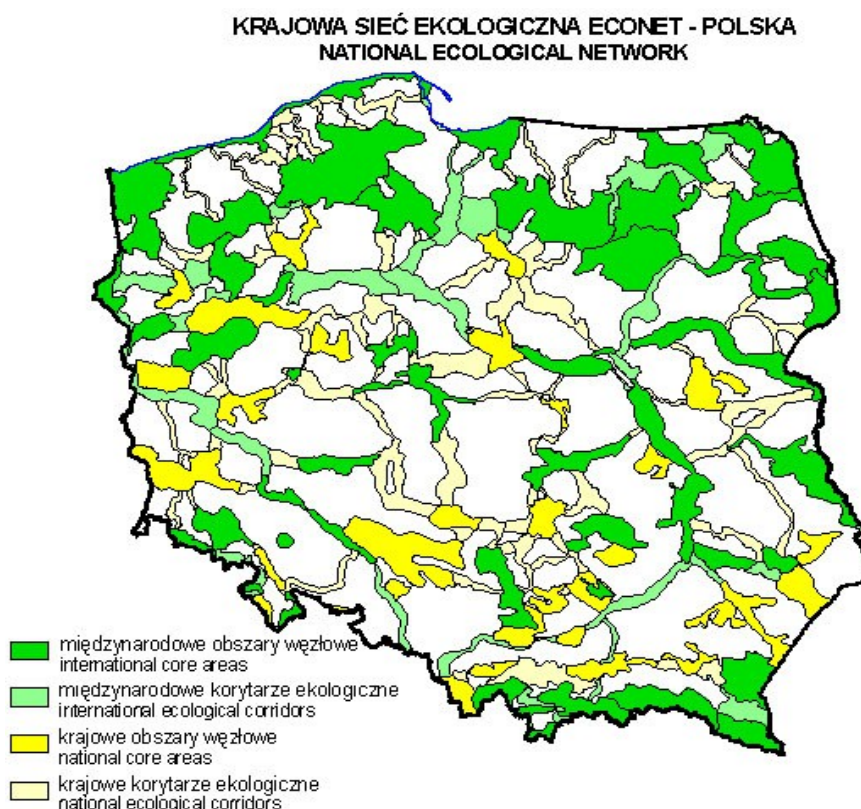 KRAJOWA SIEĆ EKOLOGICZNA ECONET - POLSKA
NATIONAL ECOLOGICAL NETWORK
międzynarodowe obszary węzłowe
international core areas
międzynarodowe korytarze ekologiczne
international ecological corridors
krajowe obszary węzłowe
national core areas
krajowe korytarze ekologiczne
national ecological corridors